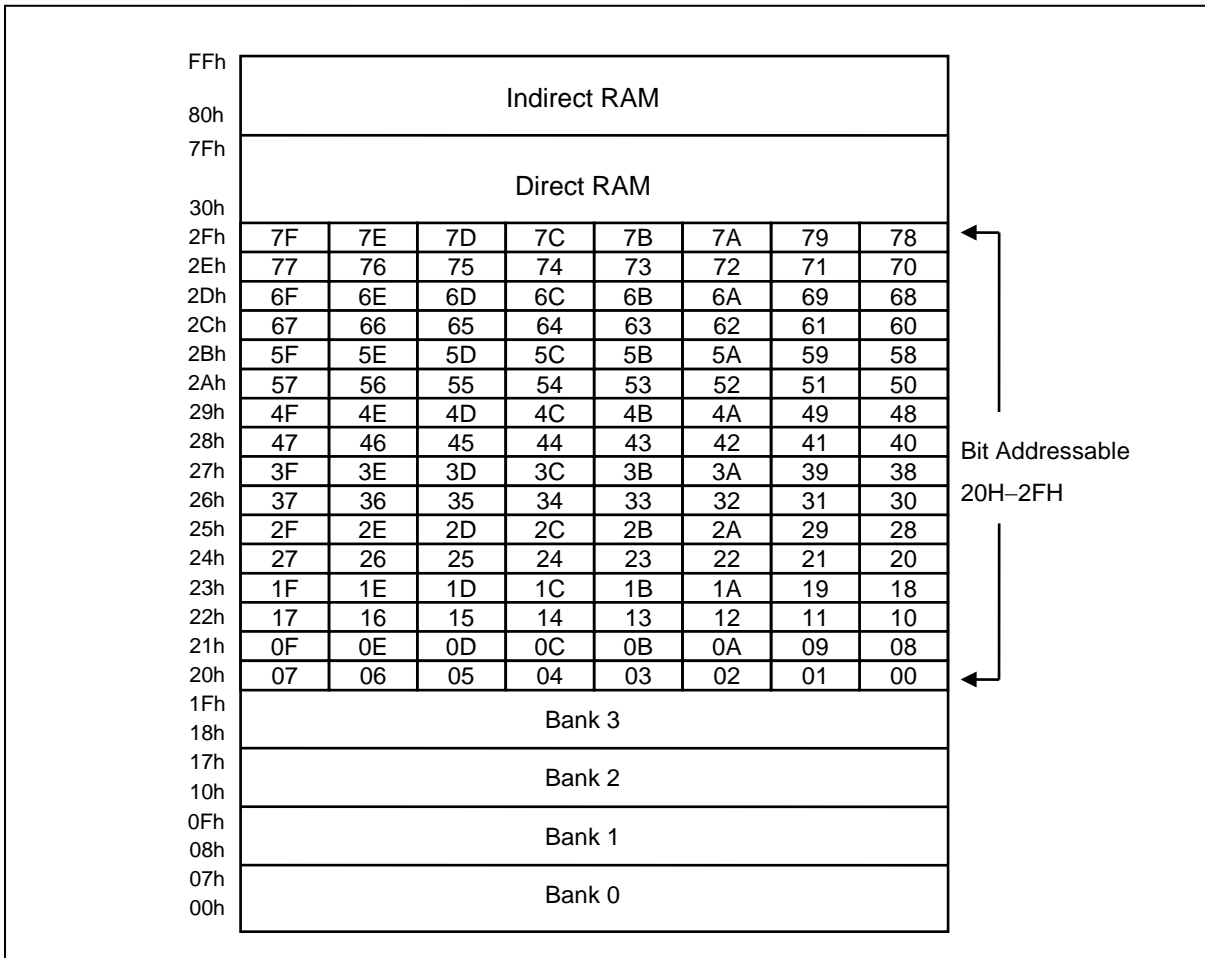 FFh
Indirect RAM
80h
7Fh
Direct RAM
30h
2Fh 7F 7E 7D 7C 7B 7A 79 78
2Eh 77 76 75 74 73 72 71 70
2Dh 6F 6E 6D 6C 6B 6A 69 68
2Ch 67 66 65 64 63 62 61 60
2Bh 5F 5E 5D 5C 5B 5A 59 58
2Ah 57 56 55 54 53 52 51 50
29h 4F 4E 4D 4C 4B 4A 49 48
28h 47 46 45 44 43 42 41 40
Bit Addressable
27h 3F 3E 3D 3C 3B 3A 39 38
20H−2FH
26h 37 36 35 34 33 32 31 30
25h 2F 2E 2D 2C 2B 2A 29 28
24h 27 26 25 24 23 22 21 20
23h 1F 1E 1D 1C 1B 1A 19 18
22h 17 16 15 14 13 12 11 10
21h 0F 0E 0D 0C 0B 0A 09 08
20h 07 06 05 04 03 02 01 00
1Fh
Bank 3
18h
17h
Bank 2
10h
0Fh
Bank 1
08h
07h
Bank 0
00h